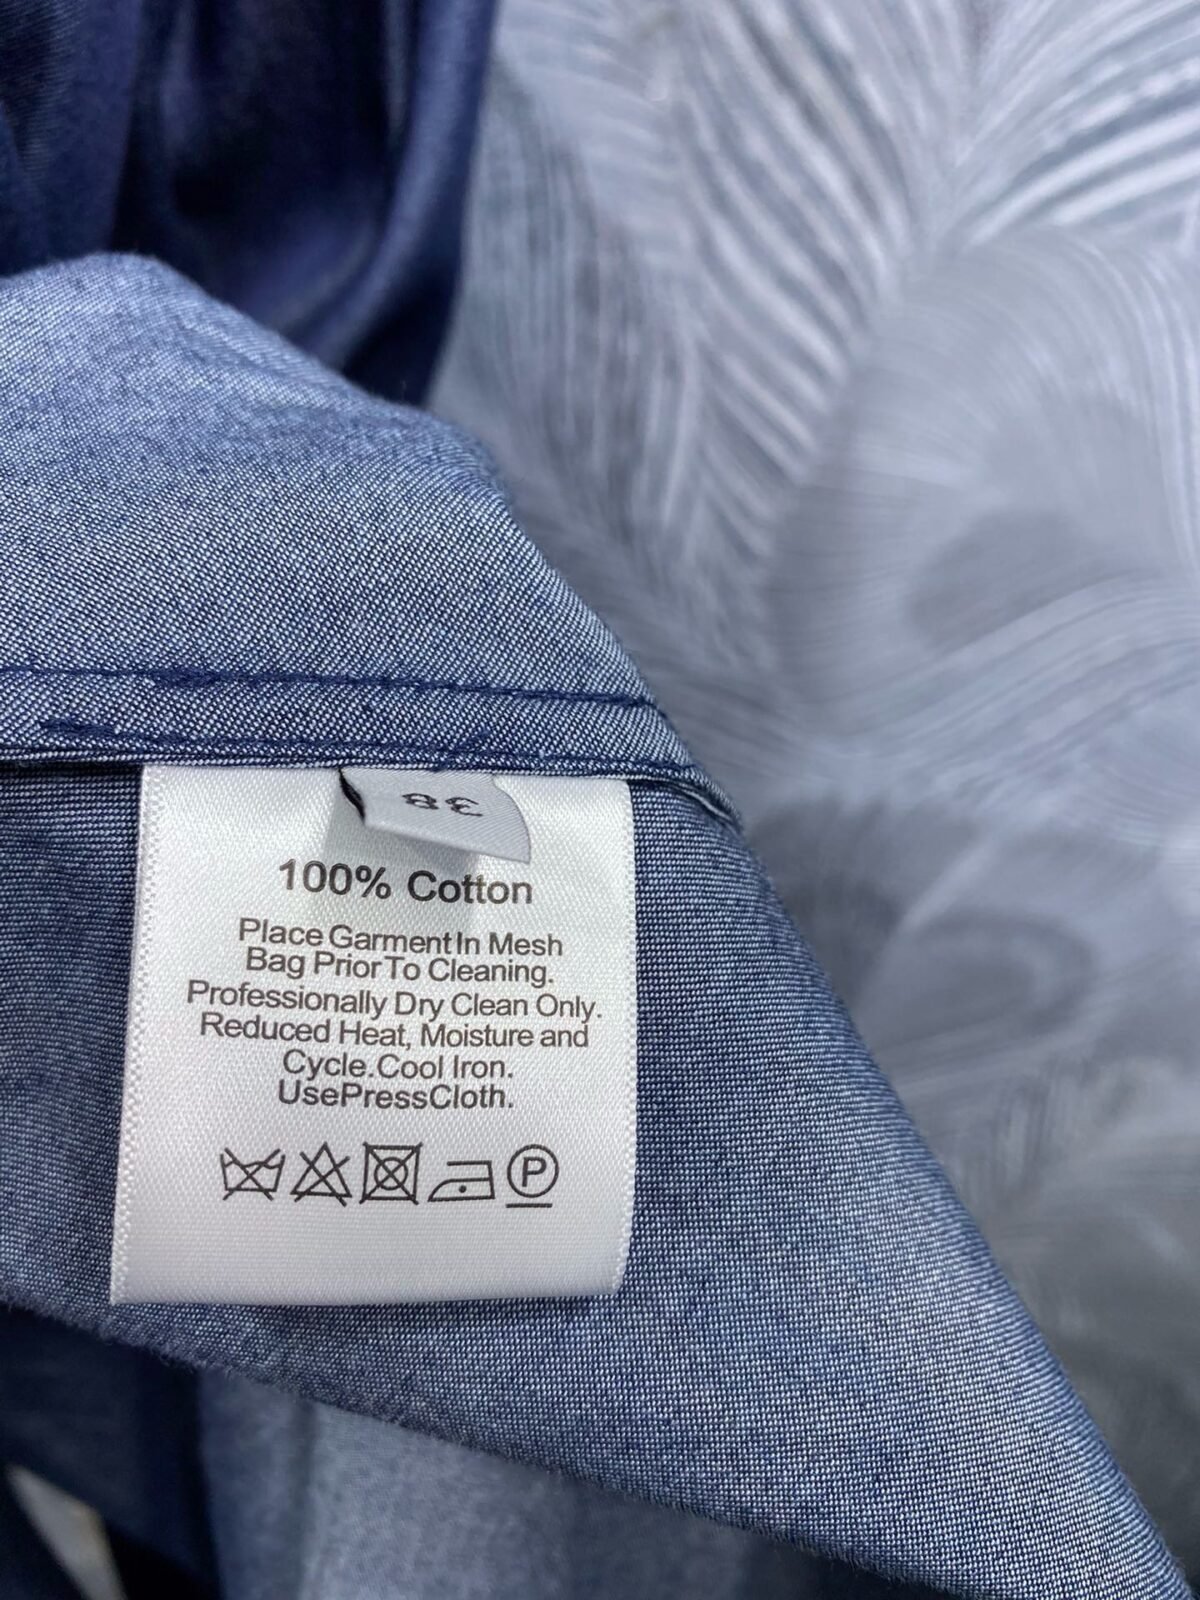 38
100% Cotton
Place Garment In Mesh
Bag Prior To Cleaning.
Professionally Dry Clean Only.
Reduced Heat, Moisture and
Cycle.Cool Iron.
UsePressCloth.
P